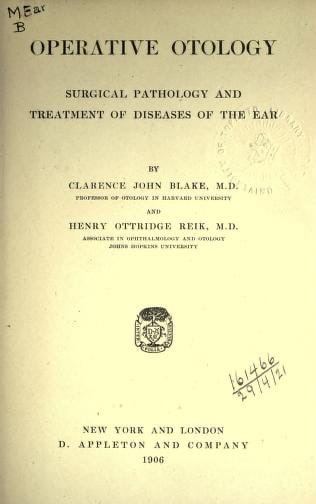 MEar
B
OPERATIVE OTOLOGY
SURGICAL PATHOLOGY AND
TREATMENT OF DISEASES OF THE EAR
BY
CLARENCE JOHN BLAKE, M.D.
PROFESSOR OF OTOLOGY IN HARVARD UNIVERSITY
AND
HENRY OTTRIDGE REIK, M.D.
ASSOCIATE IN OPHTHALMOLOGY AND OTOLOGY
JOHNS HOPKINS UNIVERSITY
161466
29/4/21
NEW YORK AND LONDON
D. APPLETON AND COMPANY
1906